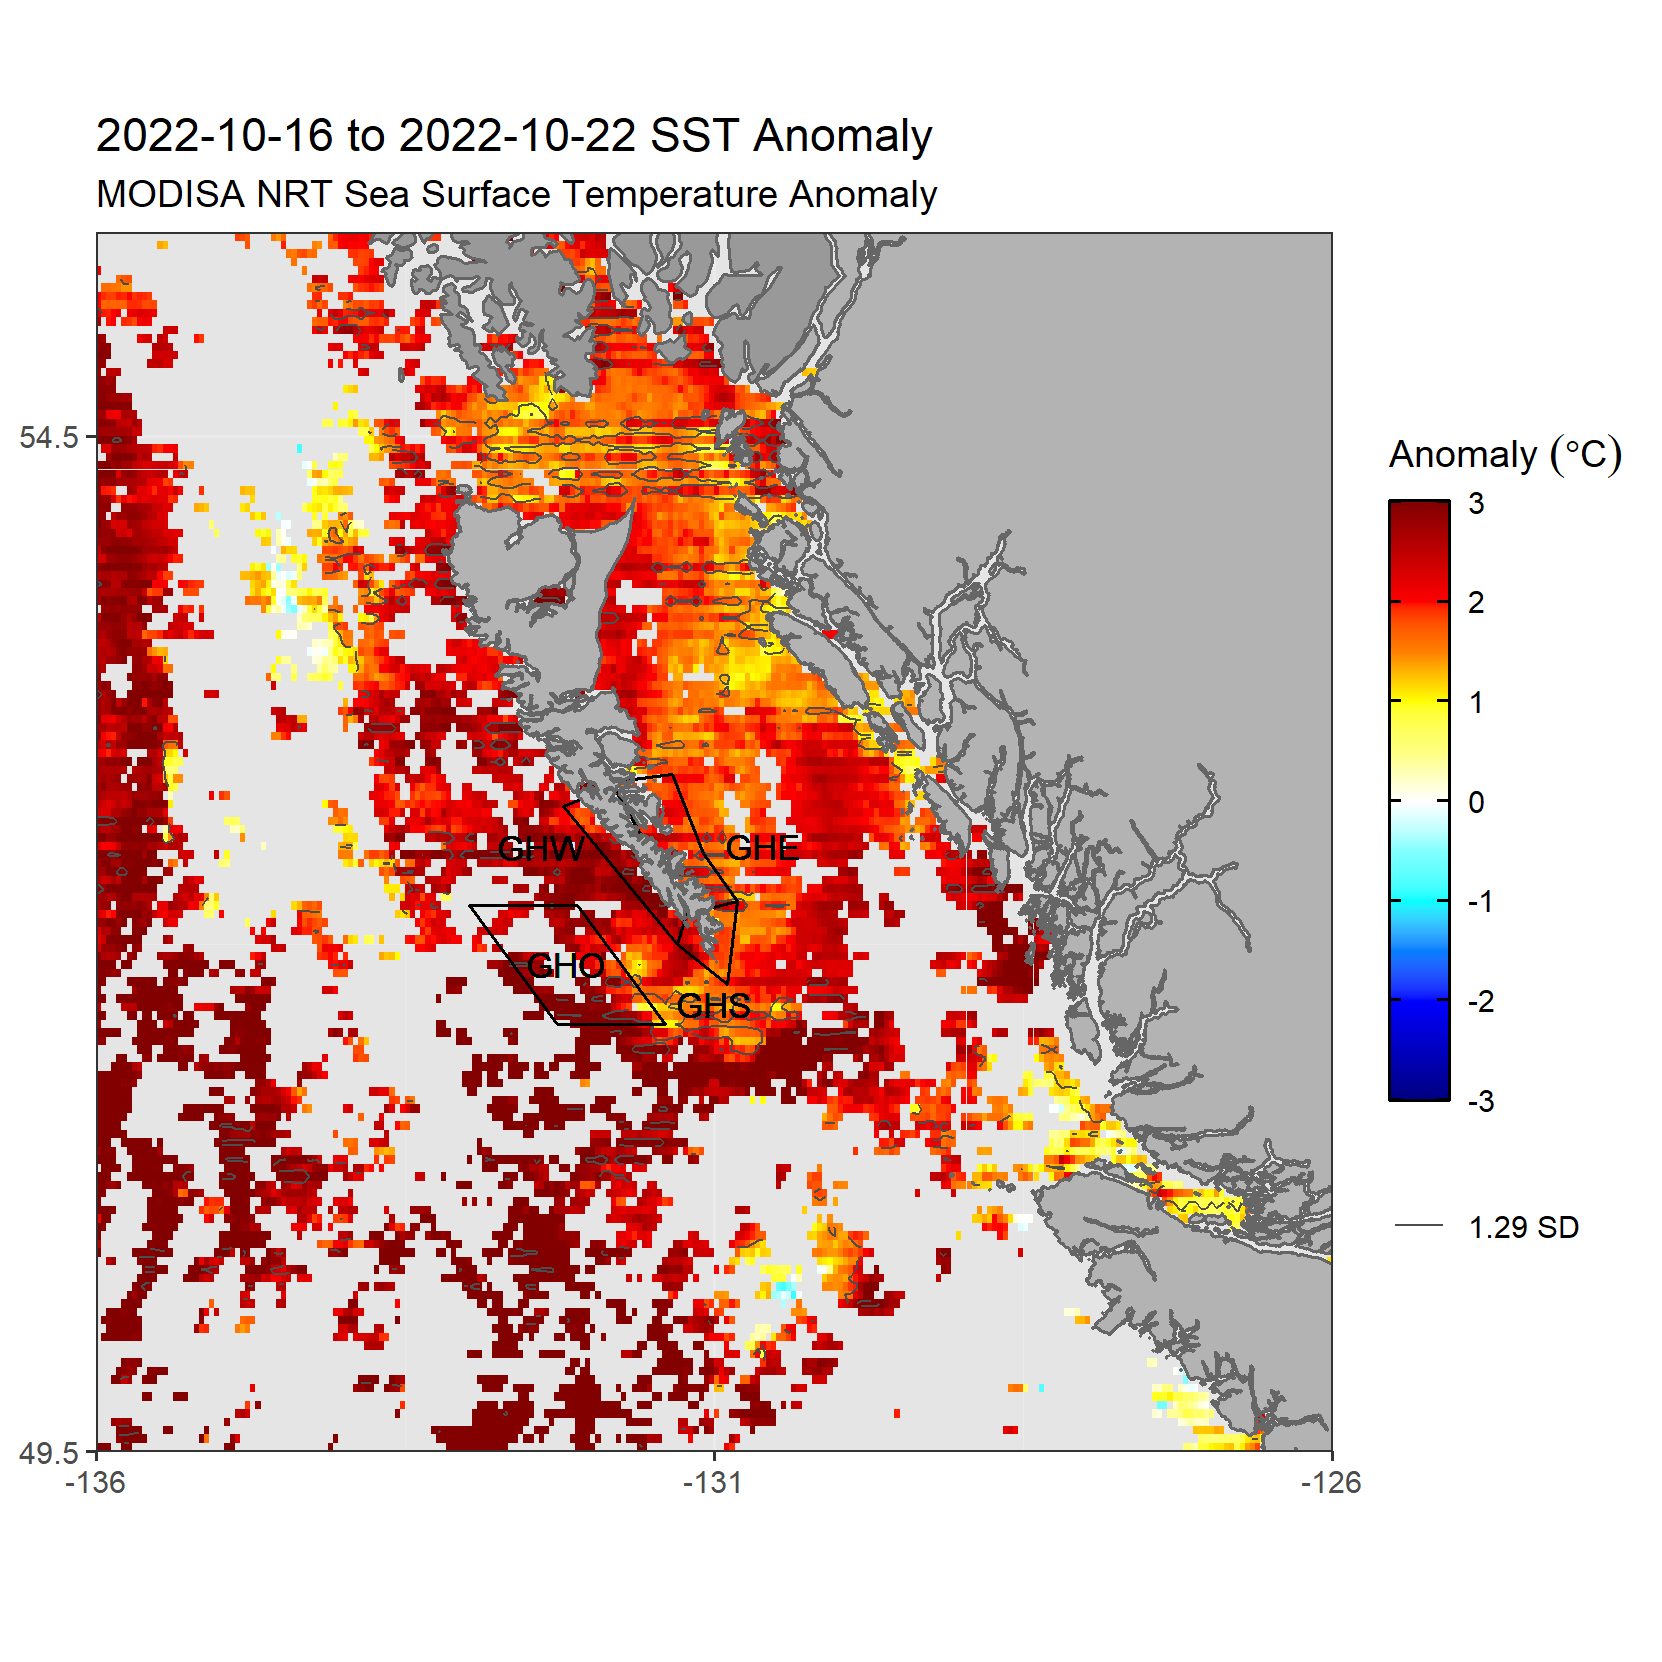 2022-10-16 to 2022-10-22 SST Anomaly
MODISA NRT Sea Surface Temperature Anomaly
54.5
49.5
-136
-131
-126
GHW
GHE
GHO
GHS
Anomaly (°C)
3
2
1
0
-1
-2
-3
1.29 SD